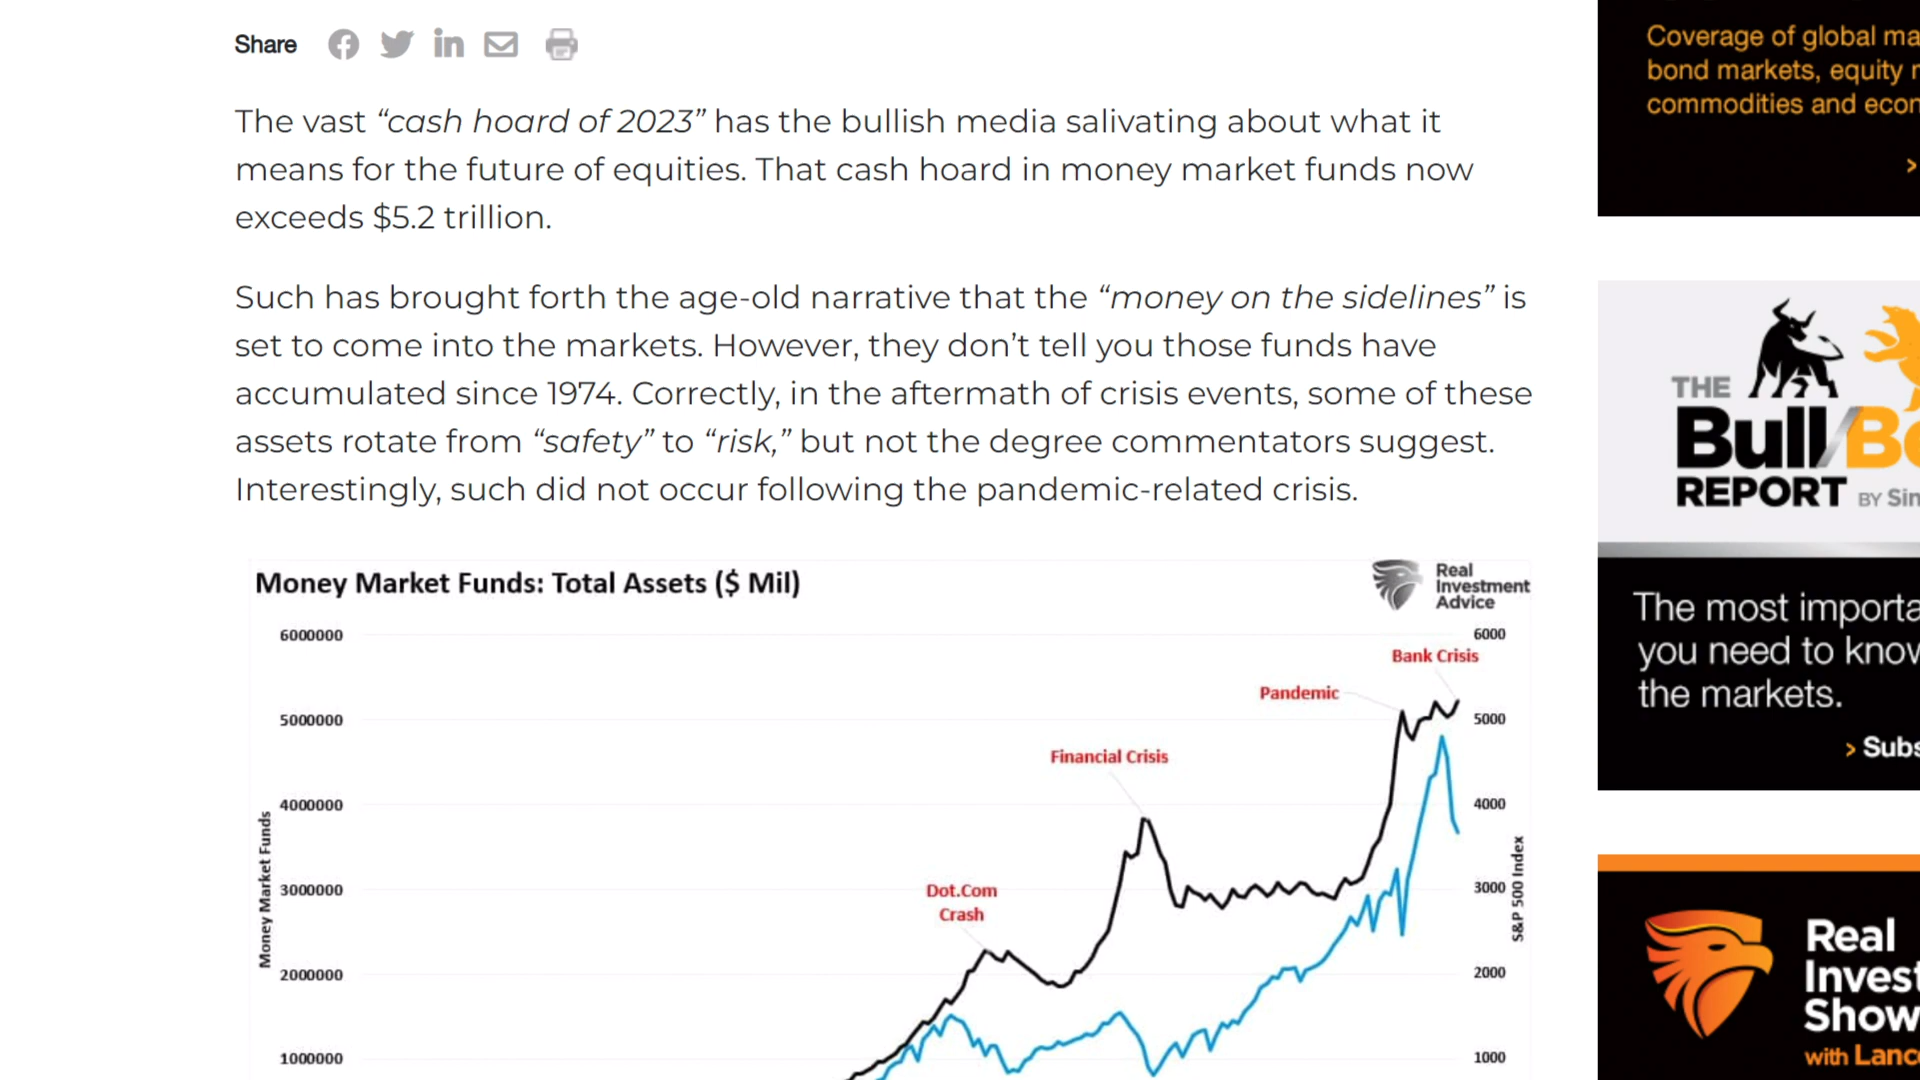 Share
The vast “cash hoard of 2023” has the bullish media salivating about what it
means for the future of equities. That cash hoard in money market funds now
exceeds $5.2 trillion.
Such has brought forth the age-old narrative that the “money on the sidelines” is
set to come into the markets. However, they don’t tell you those funds have
accumulated since 1974. Correctly, in the aftermath of crisis events, some of these
assets rotate from “safety” to “risk,” but not the degree commentators suggest.
Interestingly, such did not occur following the pandemic-related crisis.
Money Market Funds: Total Assets ($ Mil)
Real
Investment
Advice
6000000
5000000
4000000
3000000
2000000
1000000
Money Market Funds
Dot.Com
Crash
Financial Crisis
Pandemic
Bank Crisis
6000
5000
4000
3000
2000
1000
S&P 500 Index
Coverage of global ma
bond markets, equity
commodities and econ
>
THE
Bull/Be
REPORT BY Sim
The most importa
you need to know
the markets.
> Subs
Real
Invest
Show
with Lanc